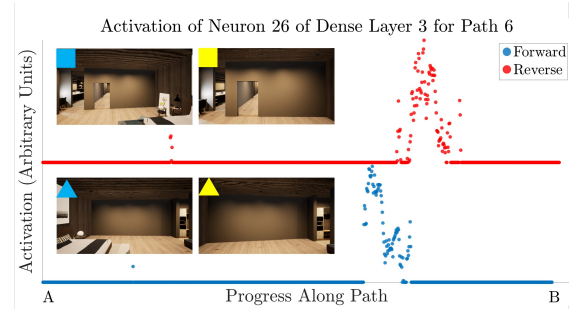 Activation of Neuron 26 of Dense Layer 3 for Path 6
Activation (Arbitrary Units)
Forward
Reverse
A
Progress Along Path
B